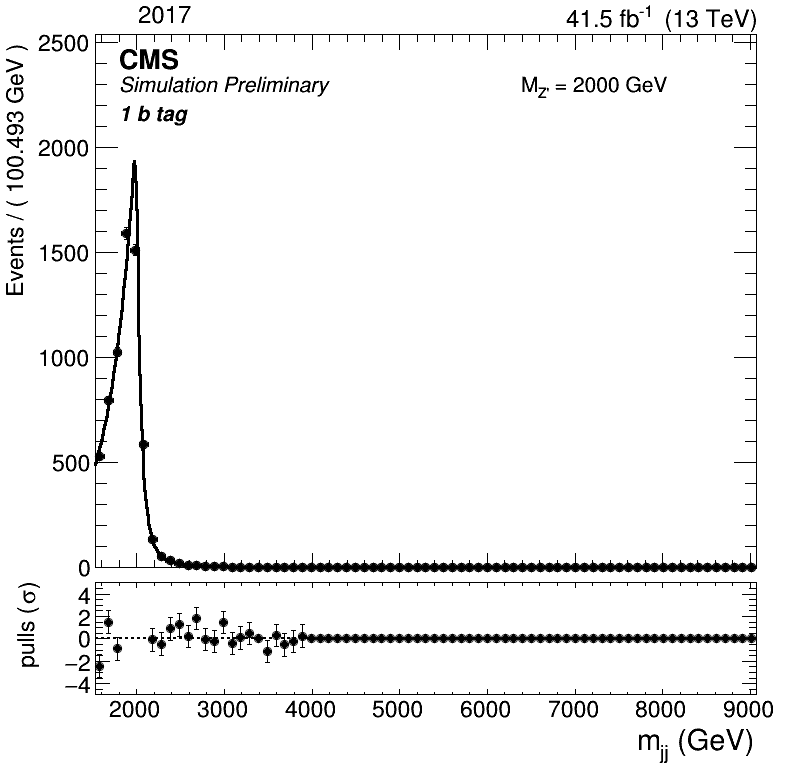 2017
41.5 fb⁻¹ (13 TeV)
CMS
Simulation Preliminary
M_Z' = 2000 GeV
1 b tag
Events / ( 100.493 GeV )
2500
2000
1500
1000
500
0
pulls (σ)
4
2
0
−2
−4
2000 3000 4000 5000 6000 7000 8000 9000
m_jj (GeV)